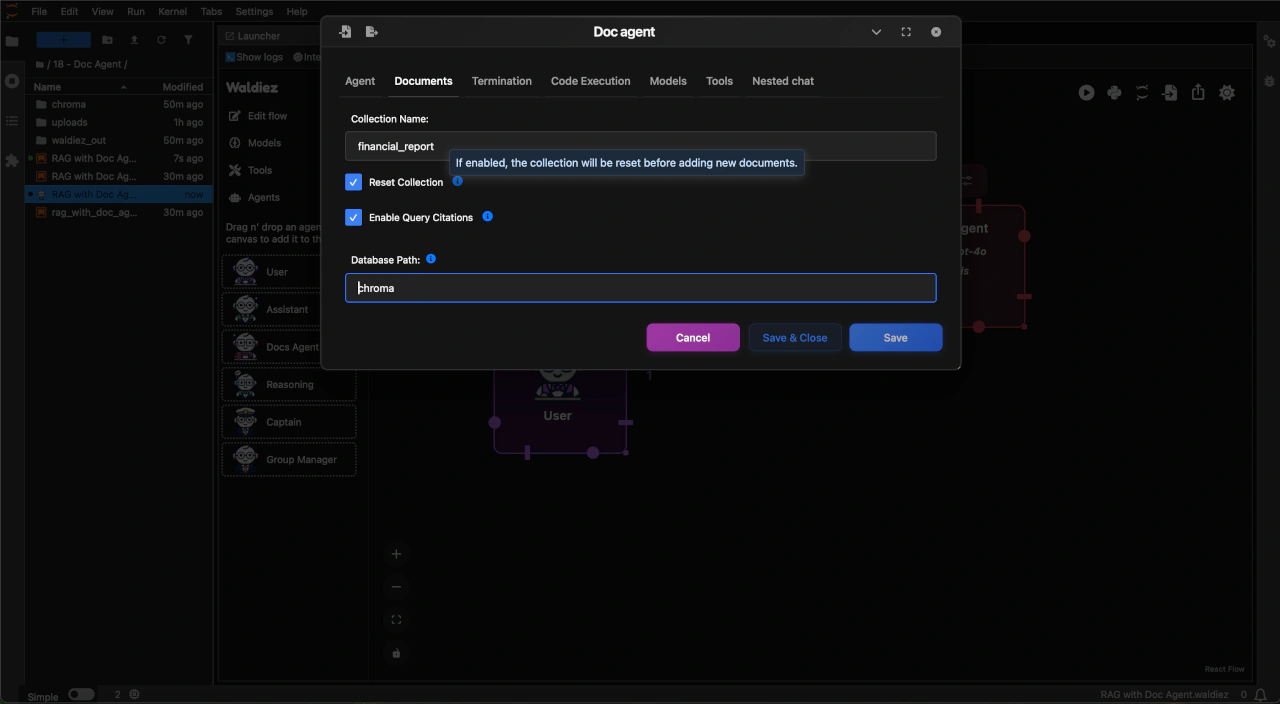 File Edit View Run Kernel Tabs Settings Help
Doc agent
Launcher
Show logs
Inte
/ 18 - Doc Agent /
Name Modified
chroma 50m ago
uploads 1h ago
waldiez_out 50m ago
RAG with Doc Ag... 7s ago
RAG with Doc Ag... 30m ago
RAG with Doc Ag... now
rag_with_doc_ag... 30m ago
Waldiez
Edit flow
Models
Tools
Agents
Drag n' drop an agen
canvas to add it to th
User
Assistant
Docs Agent
Reasoning
Captain
Group Manager
Agent Documents Termination Code Execution Models Tools Nested chat
Collection Name:
financial_report
If enabled, the collection will be reset before adding new documents.
Reset Collection
Enable Query Citations
Database Path:
chroma
Cancel Save & Close Save
gent
pt-4o
ls
1
User
React Flow
Simple 2
RAG with Doc Agent.waldiez 0